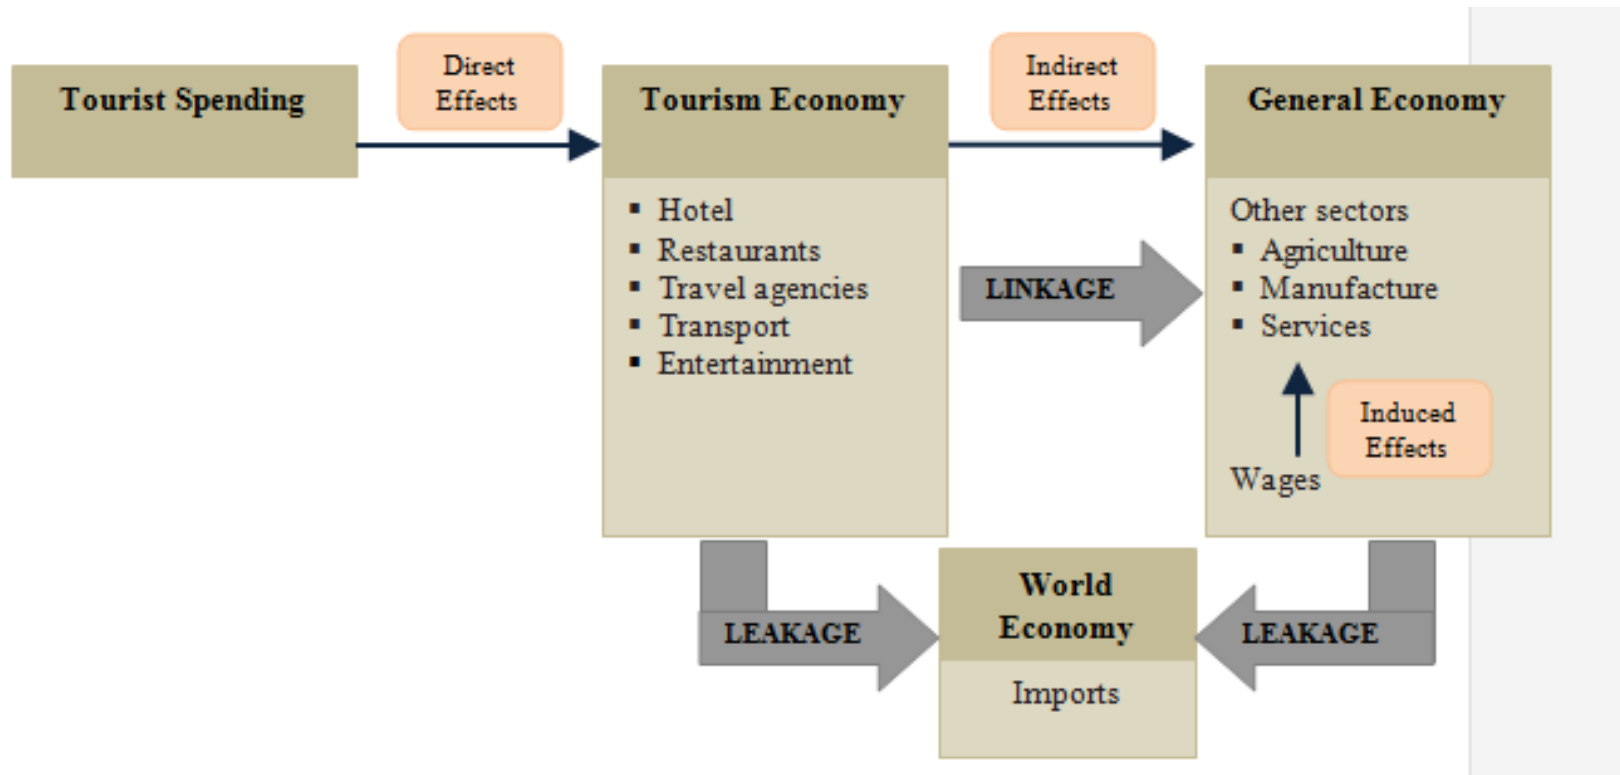 Tourist Spending
Direct
Effects
Tourism Economy
▪ Hotel
▪ Restaurants
▪ Travel agencies
▪ Transport
▪ Entertainment
Indirect
Effects
LINKAGE
General Economy
Other sectors
▪ Agriculture
▪ Manufacture
▪ Services
Induced
Effects
Wages
LEAKAGE
World
Economy
Imports
LEAKAGE